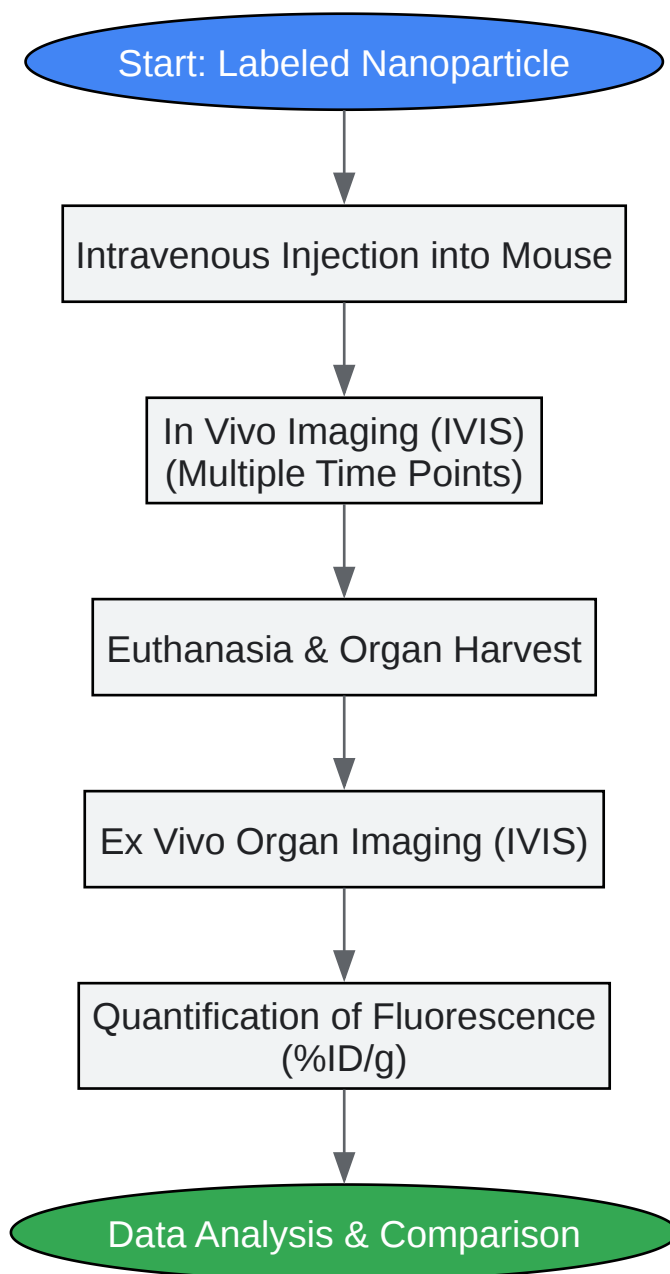 Start: Labeled Nanoparticle
Intravenous Injection into Mouse
In Vivo Imaging (IVIS)
(Multiple Time Points)
Euthanasia & Organ Harvest
Ex Vivo Organ Imaging (IVIS)
Quantification of Fluorescence
(%ID/g)
Data Analysis & Comparison